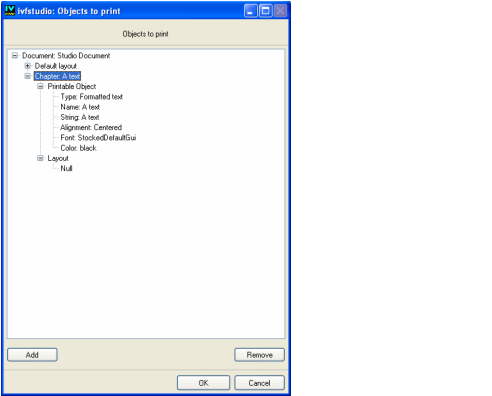 ivfstudio: Objects to print
Objects to print
Document: Studio Document
Default layout
Chapter: A text
Printable Object
Type: Formatted text
Name: A text
String: A text
Alignment: Centered
Font: StockedDefaultGui
Color: black
Layout
Null
Add Remove
OK Cancel